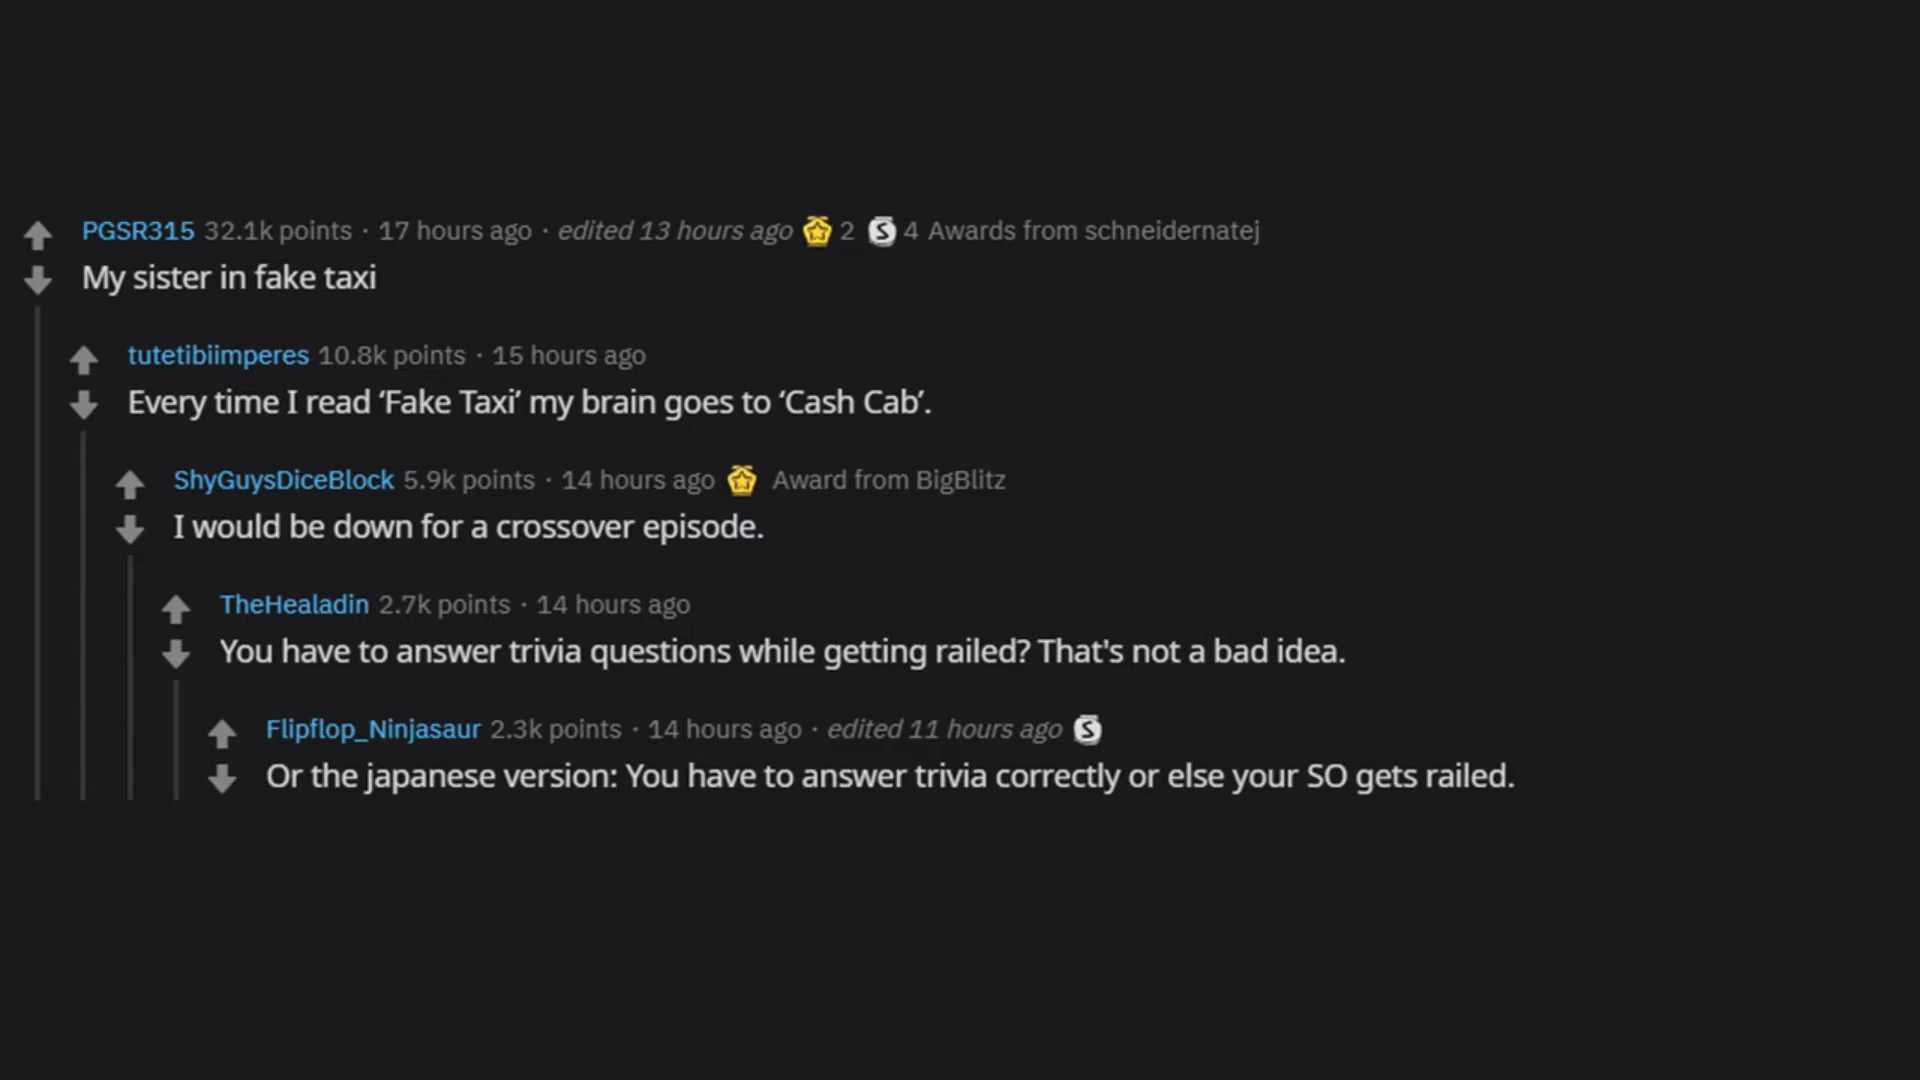 PGSR315 32.1k points · 17 hours ago · edited 13 hours ago 2 S 4 Awards from schneidernatej
My sister in fake taxi
tutetibiimperes 10.8k points · 15 hours ago
Every time I read ‘Fake Taxi’ my brain goes to ‘Cash Cab’.
ShyGuysDiceBlock 5.9k points · 14 hours ago Award from BigBlitz
I would be down for a crossover episode.
TheHealadin 2.7k points · 14 hours ago
You have to answer trivia questions while getting railed? That's not a bad idea.
Flipflop_Ninjasaur 2.3k points · 14 hours ago · edited 11 hours ago S
Or the japanese version: You have to answer trivia correctly or else your SO gets railed.